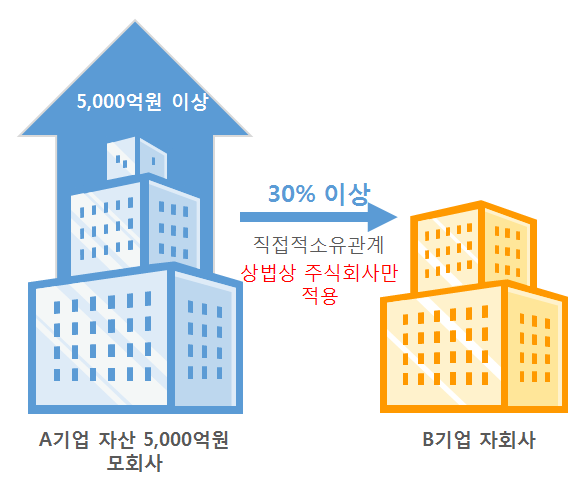 5,000억원 이상
30% 이상
직접적소유관계
상법상 주식회사만
적용
A기업 자산 5,000억원
모회사
B기업 자회사